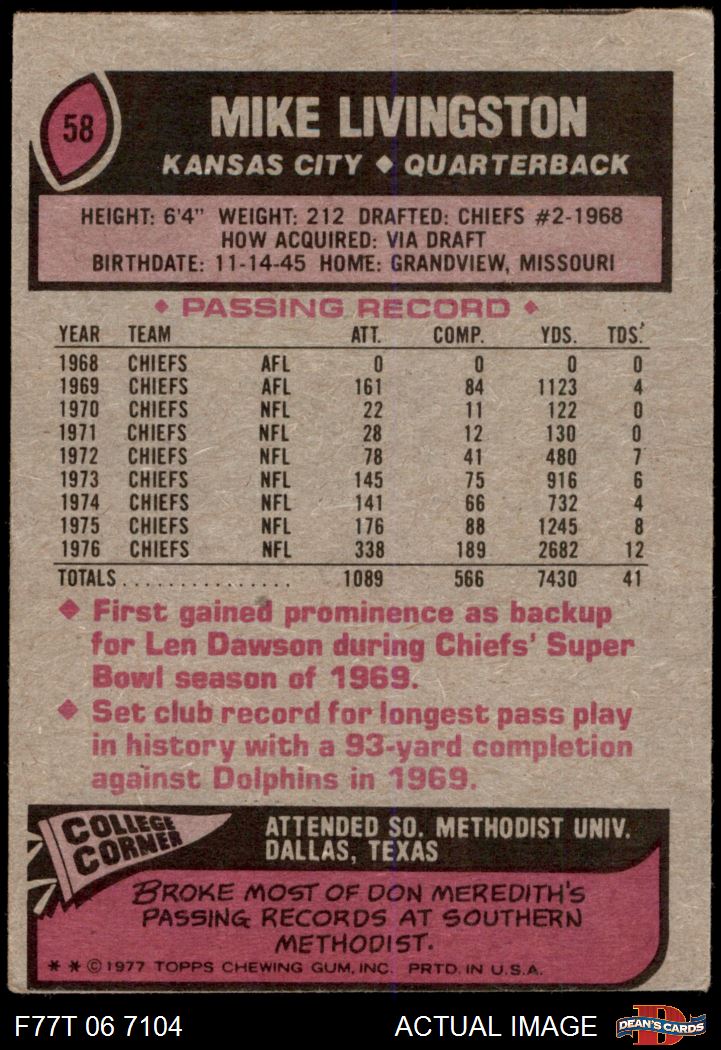 58
MIKE LIVINGSTON
KANSAS CITY ◆ QUARTERBACK
HEIGHT: 6'4" WEIGHT: 212 DRAFTED: CHIEFS #2-1968
HOW ACQUIRED: VIA DRAFT
BIRTHDATE: 11-14-45 HOME: GRANDVIEW, MISSOURI
◆ PASSING RECORD ◆
YEAR TEAM ATT. COMP. YDS. TDS.
1968 CHIEFS AFL 0 0 0 0
1969 CHIEFS AFL 161 84 1123 4
1970 CHIEFS NFL 22 11 122 0
1971 CHIEFS NFL 28 12 130 0
1972 CHIEFS NFL 78 41 480 7
1973 CHIEFS NFL 145 75 916 6
1974 CHIEFS NFL 141 66 732 4
1975 CHIEFS NFL 176 88 1245 8
1976 CHIEFS NFL 338 189 2682 12
TOTALS................ 1089 566 7430 41
◆ First gained prominence as backup
for Len Dawson during Chiefs' Super
Bowl season of 1969.
◆ Set club record for longest pass play
in history with a 93-yard completion
against Dolphins in 1969.
COLLEGE
CORNER
ATTENDED SO. METHODIST UNIV.
DALLAS, TEXAS
BROKE MOST OF DON MEREDITH'S
PASSING RECORDS AT SOUTHERN
METHODIST.
* * © 1977 TOPPS CHEWING GUM, INC. PRTD. IN U.S.A.
F77T 06 7104 ACTUAL IMAGE
D
DEAN'S CARDS